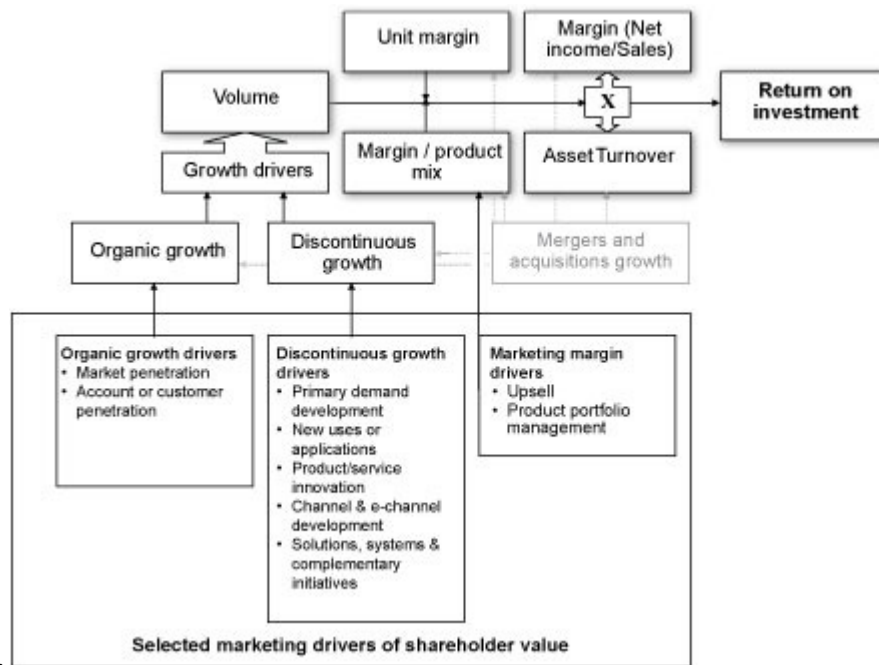 Unit margin
Margin (Net
income/Sales)
Volume
X
Return on
investment
Growth drivers
Margin / product
mix
Asset Turnover
Organic growth
Discontinuous
growth
Mergers and
acquisitions growth
Organic growth drivers
• Market penetration
• Account or customer
penetration
Discontinuous growth
drivers
• Primary demand
development
• New uses or
applications
• Product/service
innovation
• Channel & e-channel
development
• Solutions, systems &
complementary
initiatives
Marketing margin
drivers
• Upsell
• Product portfolio
management
Selected marketing drivers of shareholder value